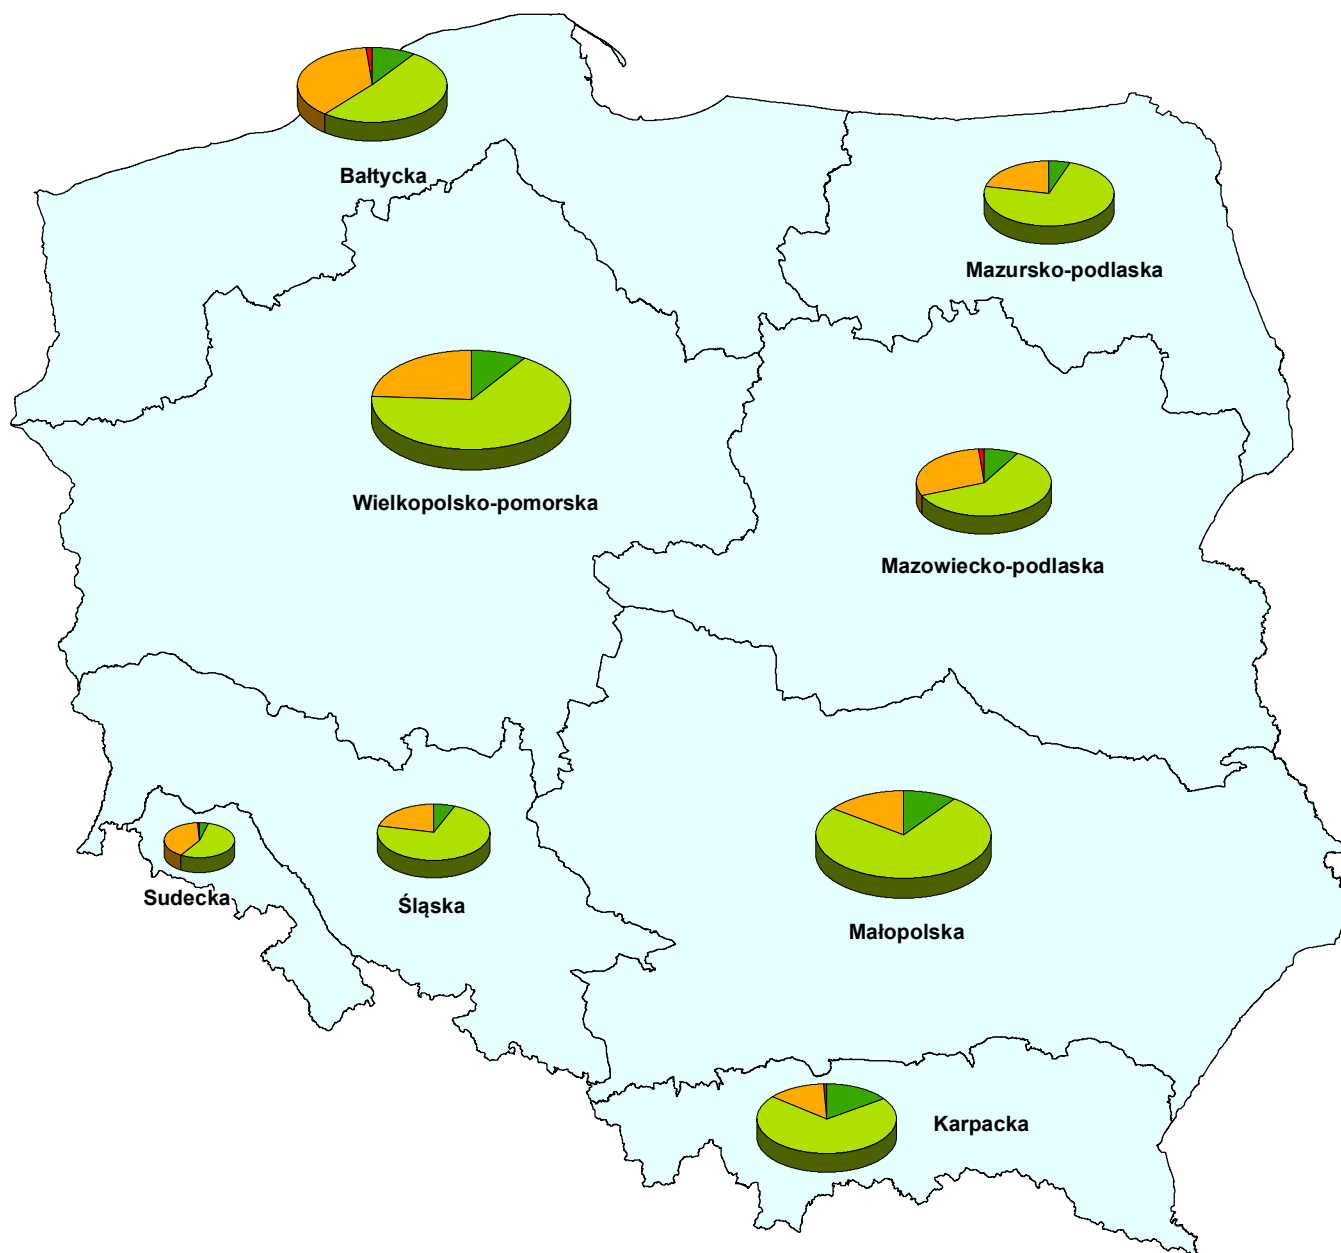 Bałtycka
Mazursko-podlaska
Wielkopolsko-pomorska
Mazowiecko-podlaska
Sudecka
Śląska
Małopolska
Karpacka